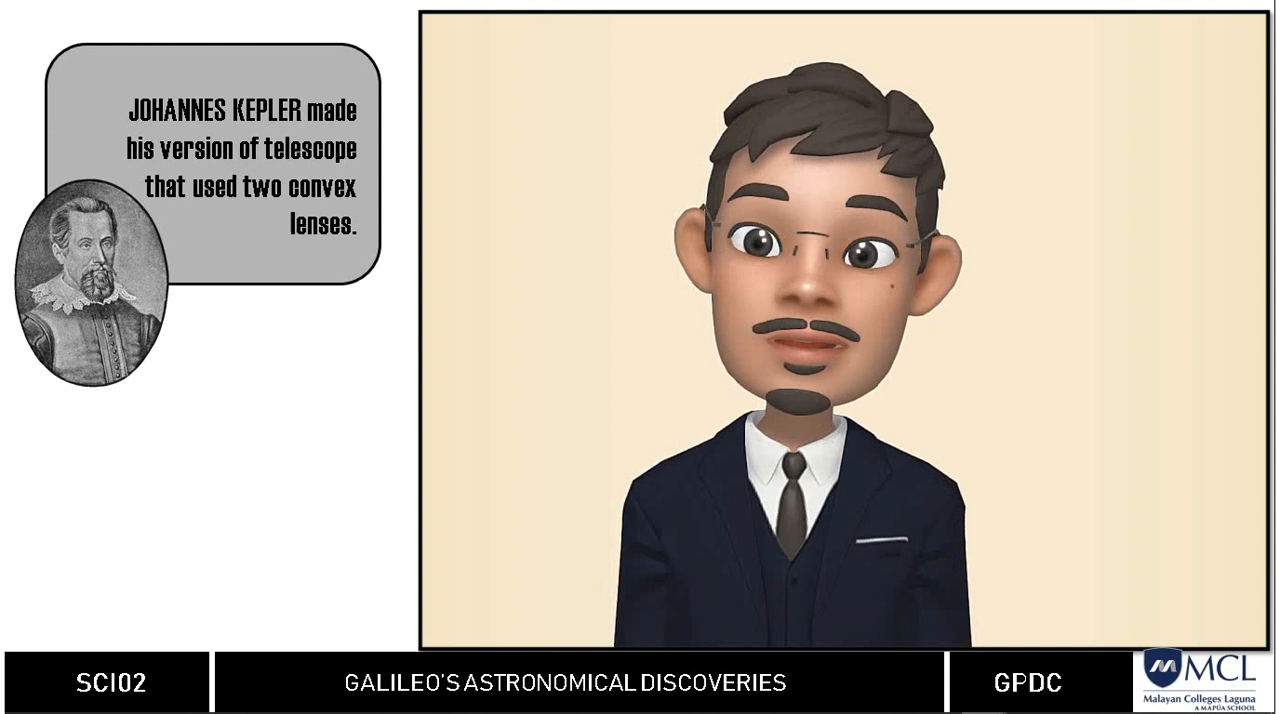 JOHANNES KEPLER made
his version of telescope
that used two convex
lenses.
SCI02
GALILEO'S ASTRONOMICAL DISCOVERIES
GPDC
MCL
Malayan Colleges Laguna
A MAPÚA SCHOOL